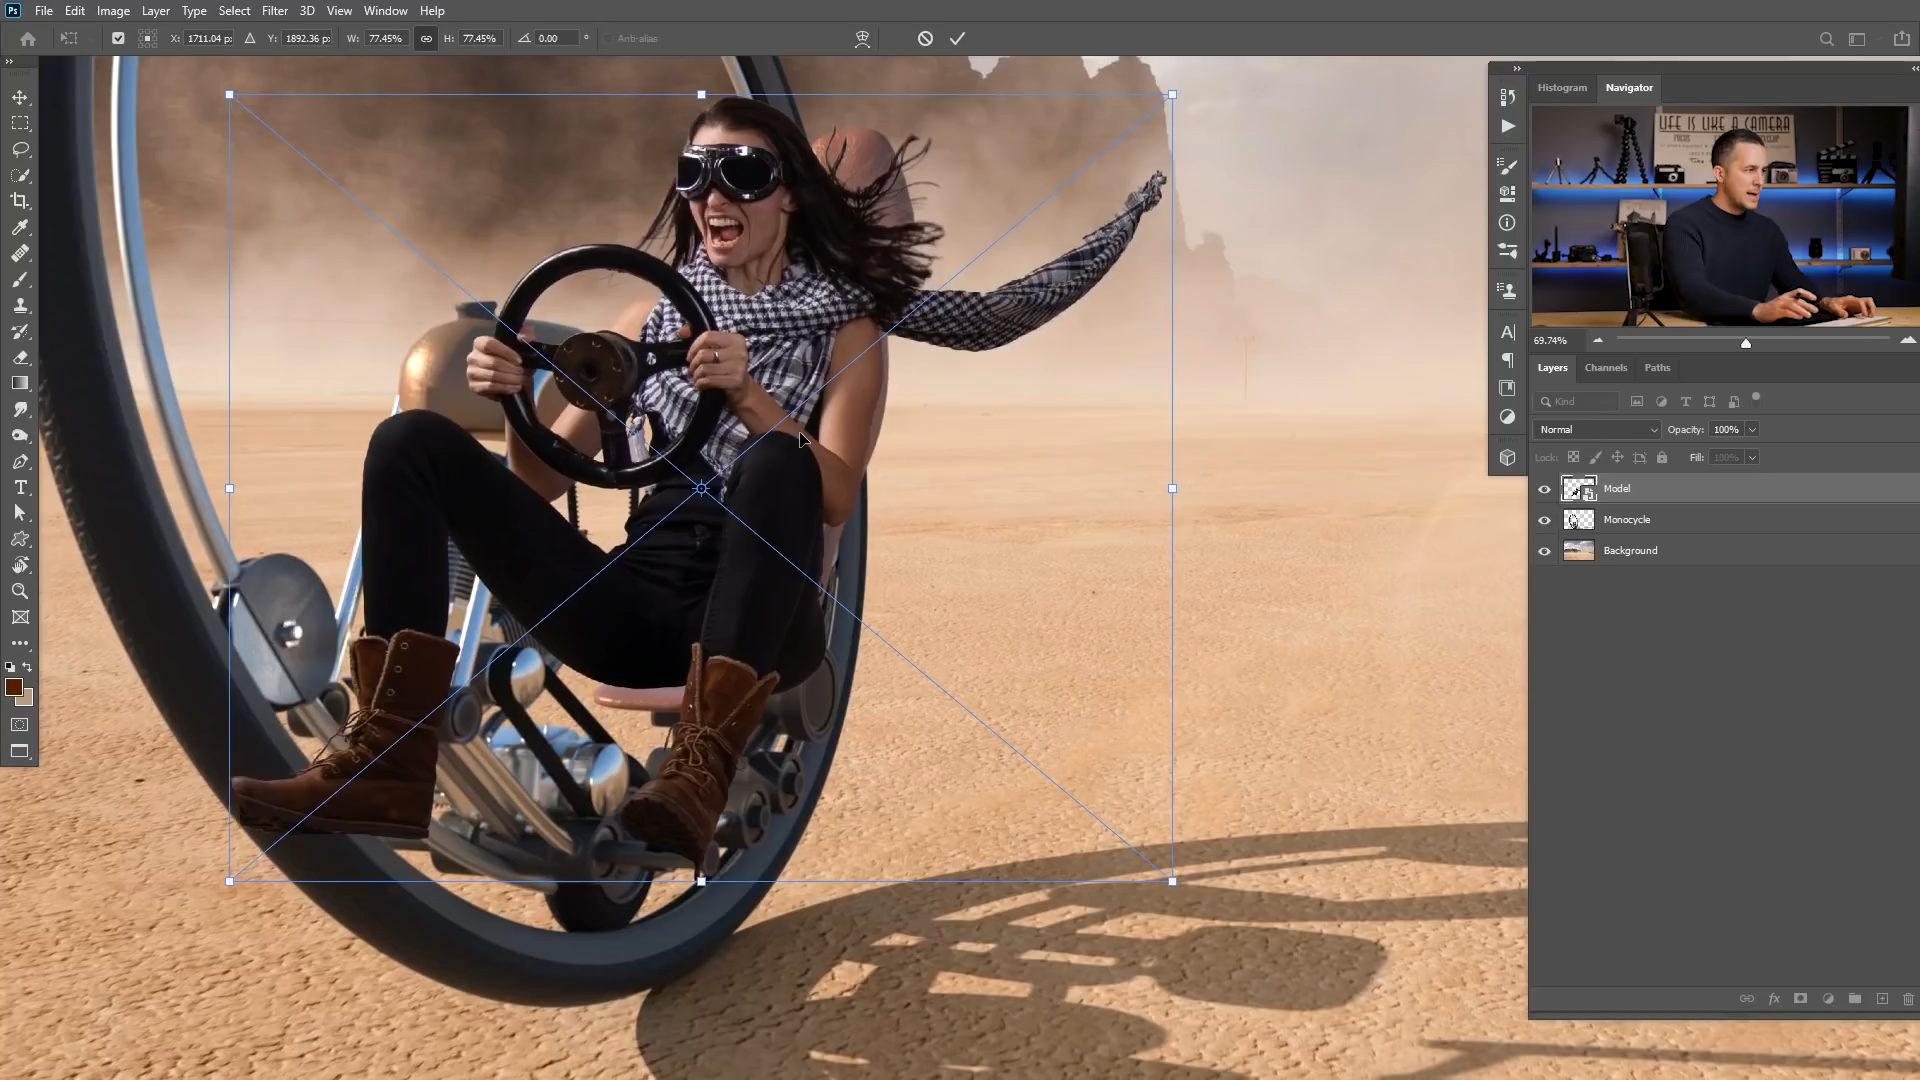 Ps File Edit Image Layer Type Select Filter 3D View Window Help
X: 1711.04 p: Y: 1892.36 p: W: 77.45% H: 77.45% 0.00 ° Anti-alias
Histogram Navigator
LIFE IS LIKE A CAMERA
69.74%
Layers Channels Paths
Kind
Normal Opacity: 100%
Lock: Fill: 100%
Model
Monocycle
Background